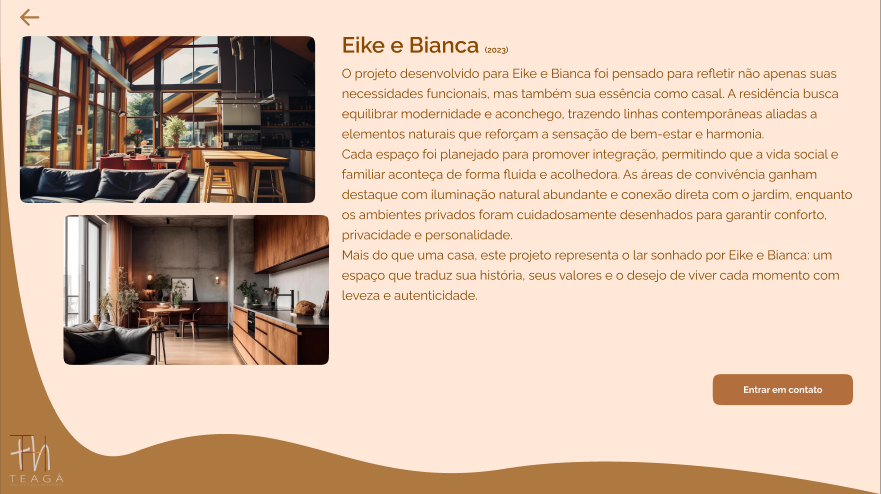 Eike e Bianca (2023)
O projeto desenvolvido para Eike e Bianca foi pensado para refletir não apenas suas
necessidades funcionais, mas também sua essência como casal. A residência busca
equilibrar modernidade e aconchego, trazendo linhas contemporâneas aliadas a
elementos naturais que reforçam a sensação de bem-estar e harmonia.
Cada espaço foi planejado para promover integração, permitindo que a vida social e
familiar aconteça de forma fluida e acolhedora. As áreas de convivência ganham
destaque com iluminação natural abundante e conexão direta com o jardim, enquanto
os ambientes privados foram cuidadosamente desenhados para garantir conforto,
privacidade e personalidade.
Mais do que uma casa, este projeto representa o lar sonhado por Eike e Bianca: um
espaço que traduz sua história, seus valores e o desejo de viver cada momento com
leveza e autenticidade.
Entrar em contato
th
TEAGÁ